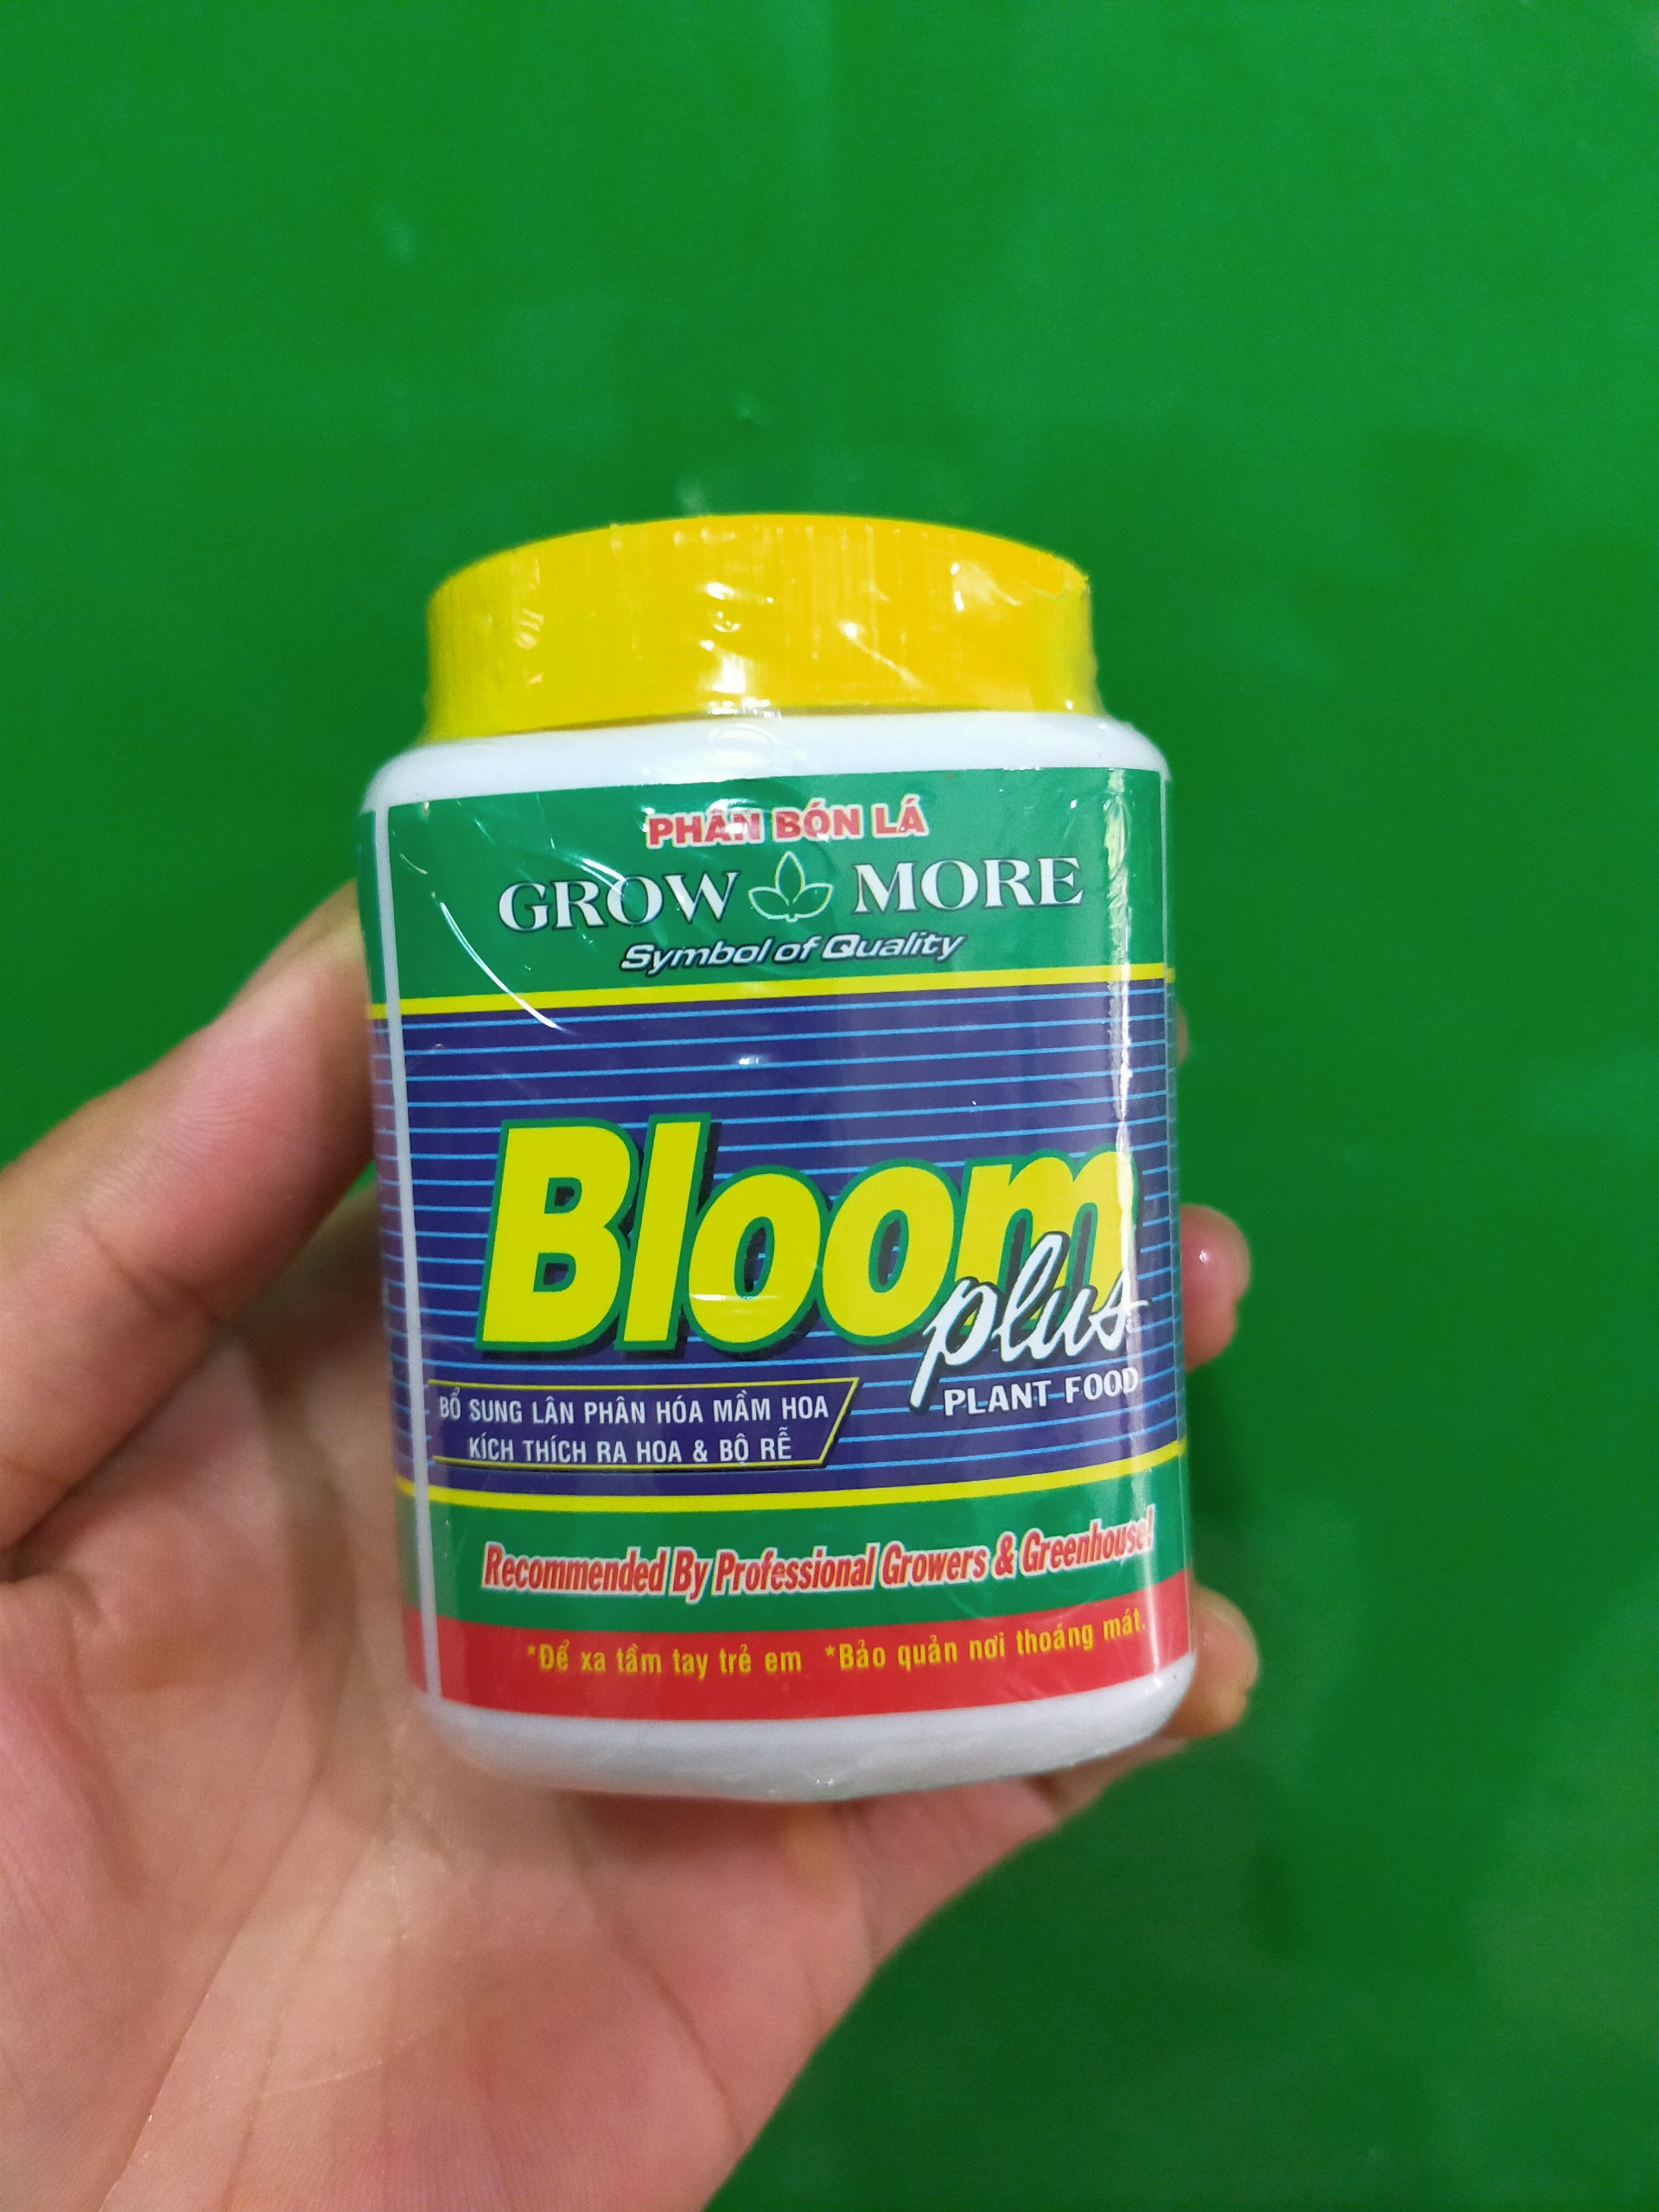 PHÂN BÓN LÁ
GROW MORE
Symbol of Quality
Bloom
plus
PLANT FOOD
BỔ SUNG LÂN PHÂN HÓA MẦM HOA
KÍCH THÍCH RA HOA & BỘ RỄ
Recommended By Professional Growers & Greenhouse!
*Để xa tầm tay trẻ em *Bảo quản nơi thoáng mát.